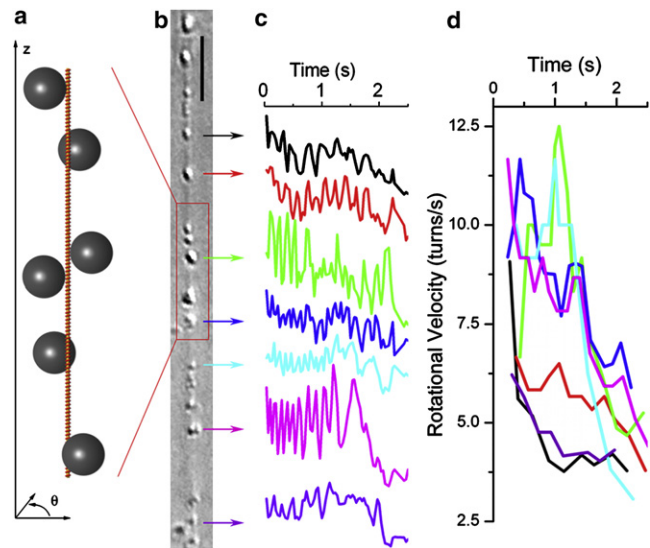 a
b
c
d
z
θ
Time (s)
0 1 2
Time (s)
0 1 2
Rotational Velocity (turns/s)
12.5
10.0
7.5
5.0
2.5